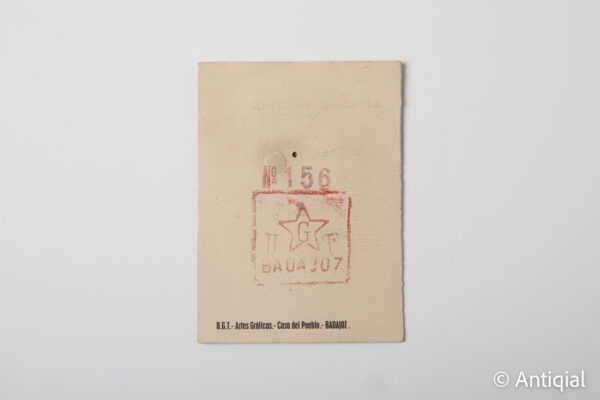 Nº 156
U G T
BADAJOZ
U.G.T.- Artes Gráficas.- Casa del Pueblo.- BADAJOZ.
© Antiqial